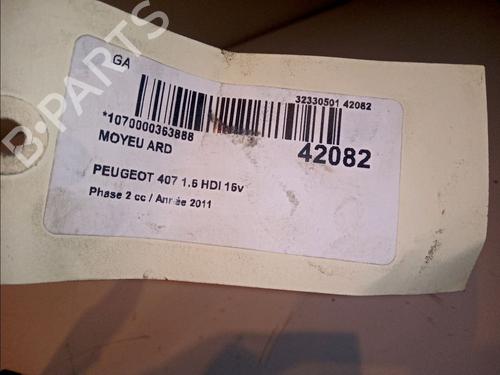 B-PARTS
GA
32330501 42082
*1070000363888
42082
MOYEU ARD
PEUGEOT 407 1.6 HDI 16v
Phase 2 cc / Année 2011